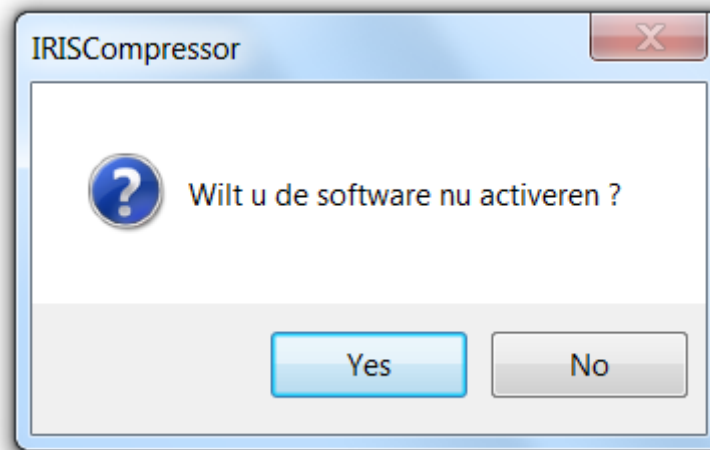 IRISCompressor
Wilt u de software nu activeren ?
Yes
No